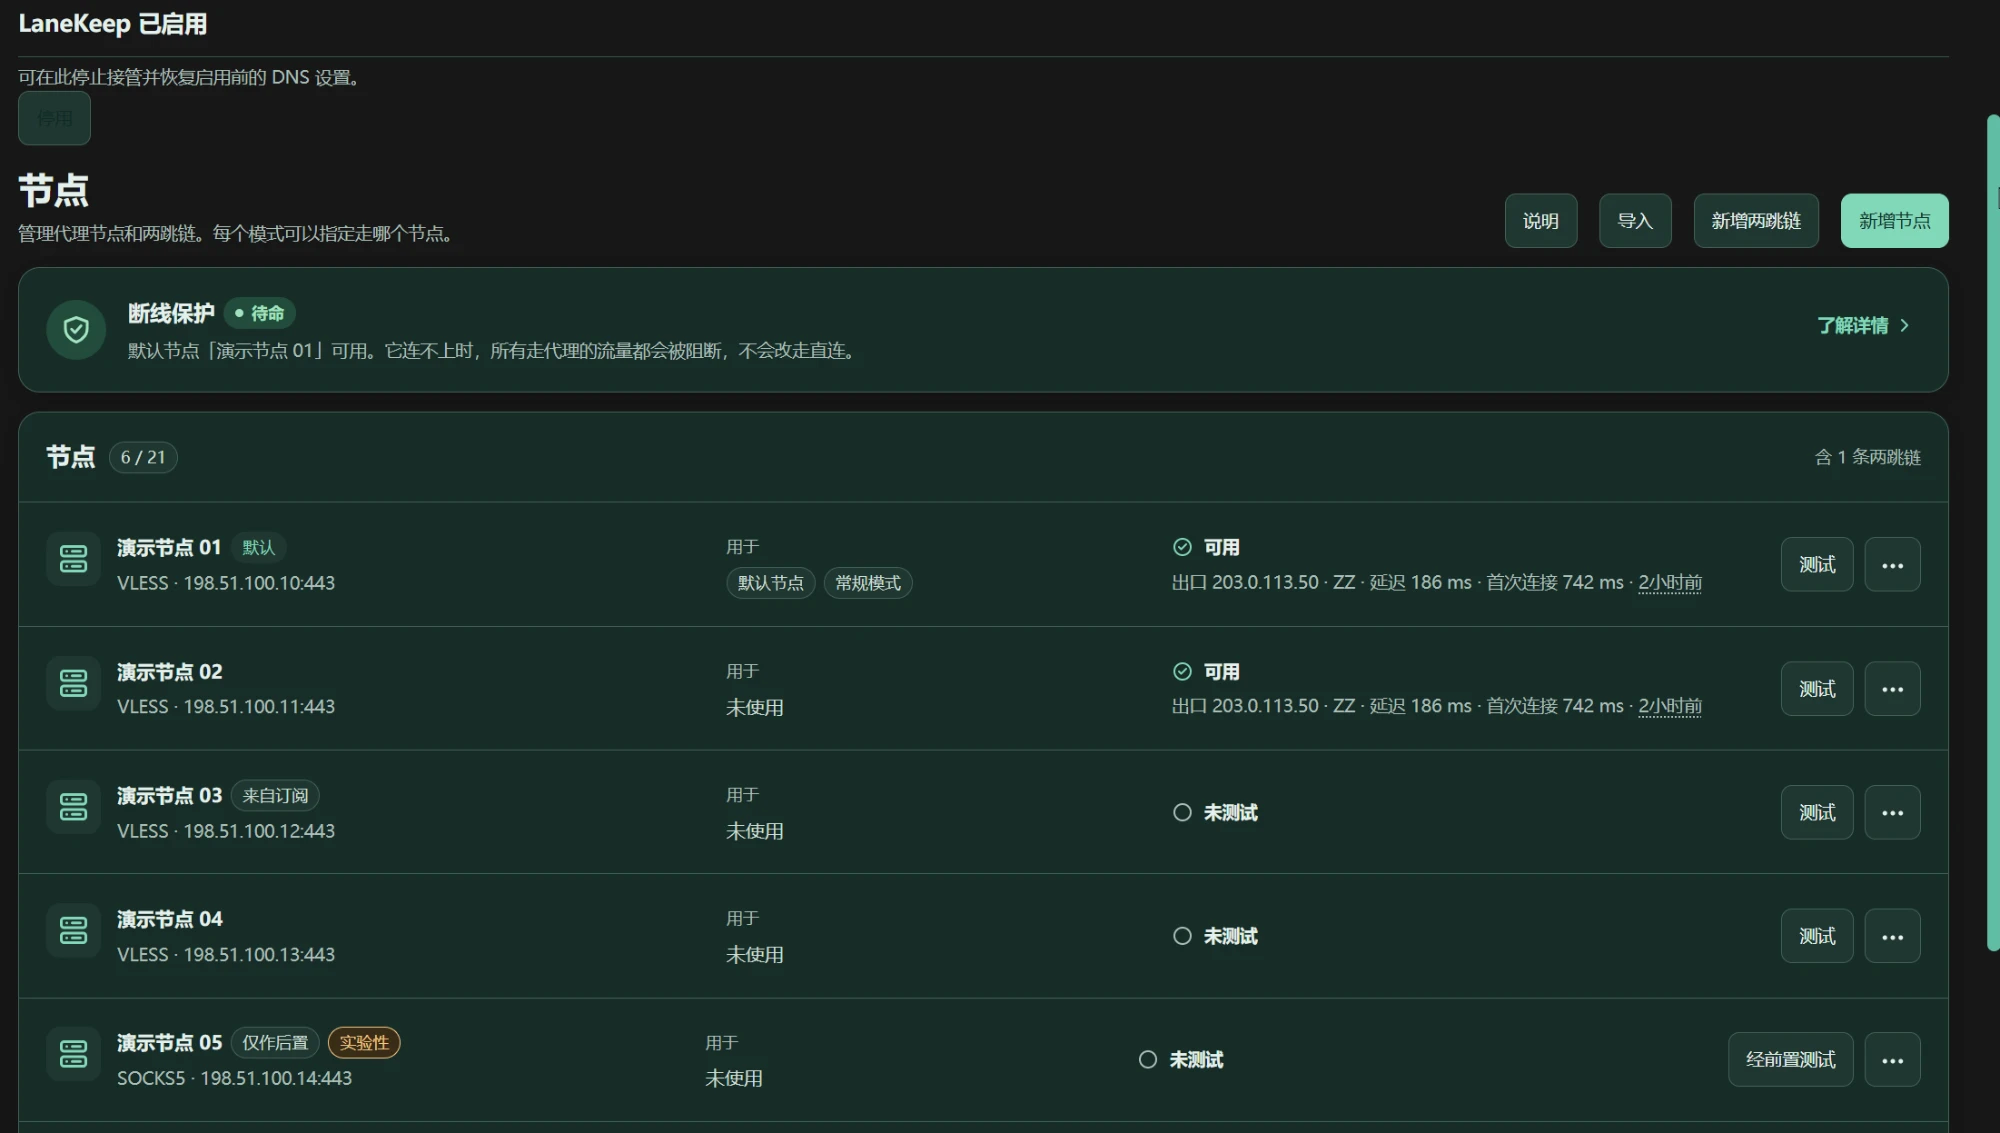 LaneKeep 已启用
可在此停止接管并恢复启用前的 DNS 设置。
停用
节点
管理代理节点和两跳链。每个模式可以指定走哪个节点。
说明
导入
新增两跳链
新增节点
断线保护 待命
默认节点「演示节点 01」可用。它连不上时，所有走代理的流量都会被阻断，不会改走直连。
了解详情
节点 6 / 21
含 1 条两跳链
演示节点 01 默认
VLESS · 198.51.100.10:443
用于
默认节点 常规模式
可用
出口 203.0.113.50 · ZZ · 延迟 186 ms · 首次连接 742 ms · 2小时前
测试
演示节点 02
VLESS · 198.51.100.11:443
用于
未使用
可用
出口 203.0.113.50 · ZZ · 延迟 186 ms · 首次连接 742 ms · 2小时前
测试
演示节点 03 来自订阅
VLESS · 198.51.100.12:443
用于
未使用
未测试
测试
演示节点 04
VLESS · 198.51.100.13:443
用于
未使用
未测试
测试
演示节点 05 仅作后置 实验性
SOCKS5 · 198.51.100.14:443
用于
未使用
未测试
经前置测试